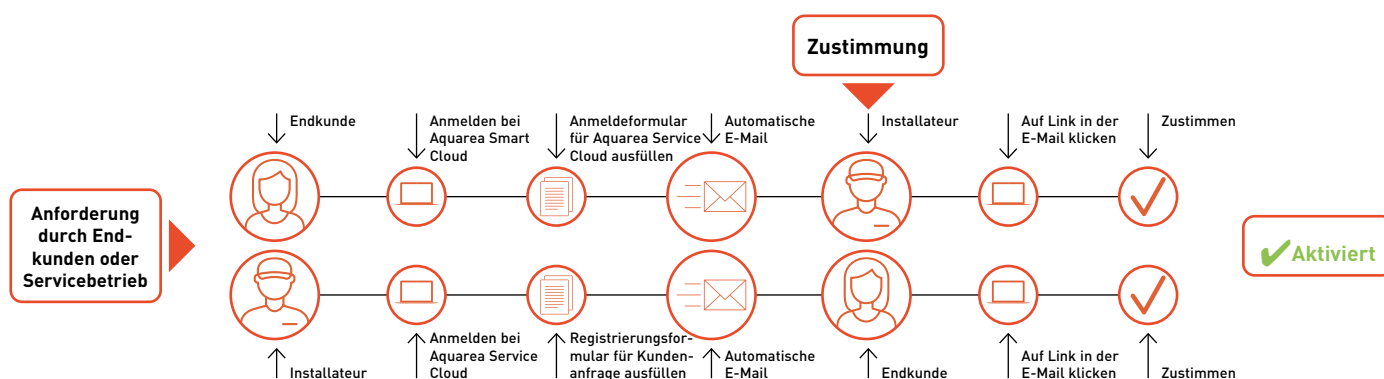 Zustimmung
Endkunde
Anmelden bei
Aquarea Smart
Cloud
Anmeldeformular
für Aquarea Service
Cloud ausfüllen
Automatische
E-Mail
Installateur
Auf Link in der
E-Mail klicken
Zustimmen
Anforderung
durch End-
kunden oder
Servicebetrieb
Aktiviert
Installateur
Anmelden bei
Aquarea Service
Cloud
Registrierungsfor-
mular für Kunden-
anfrage ausfüllen
Automatische
E-Mail
Endkunde
Auf Link in der
E-Mail klicken
Zustimmen